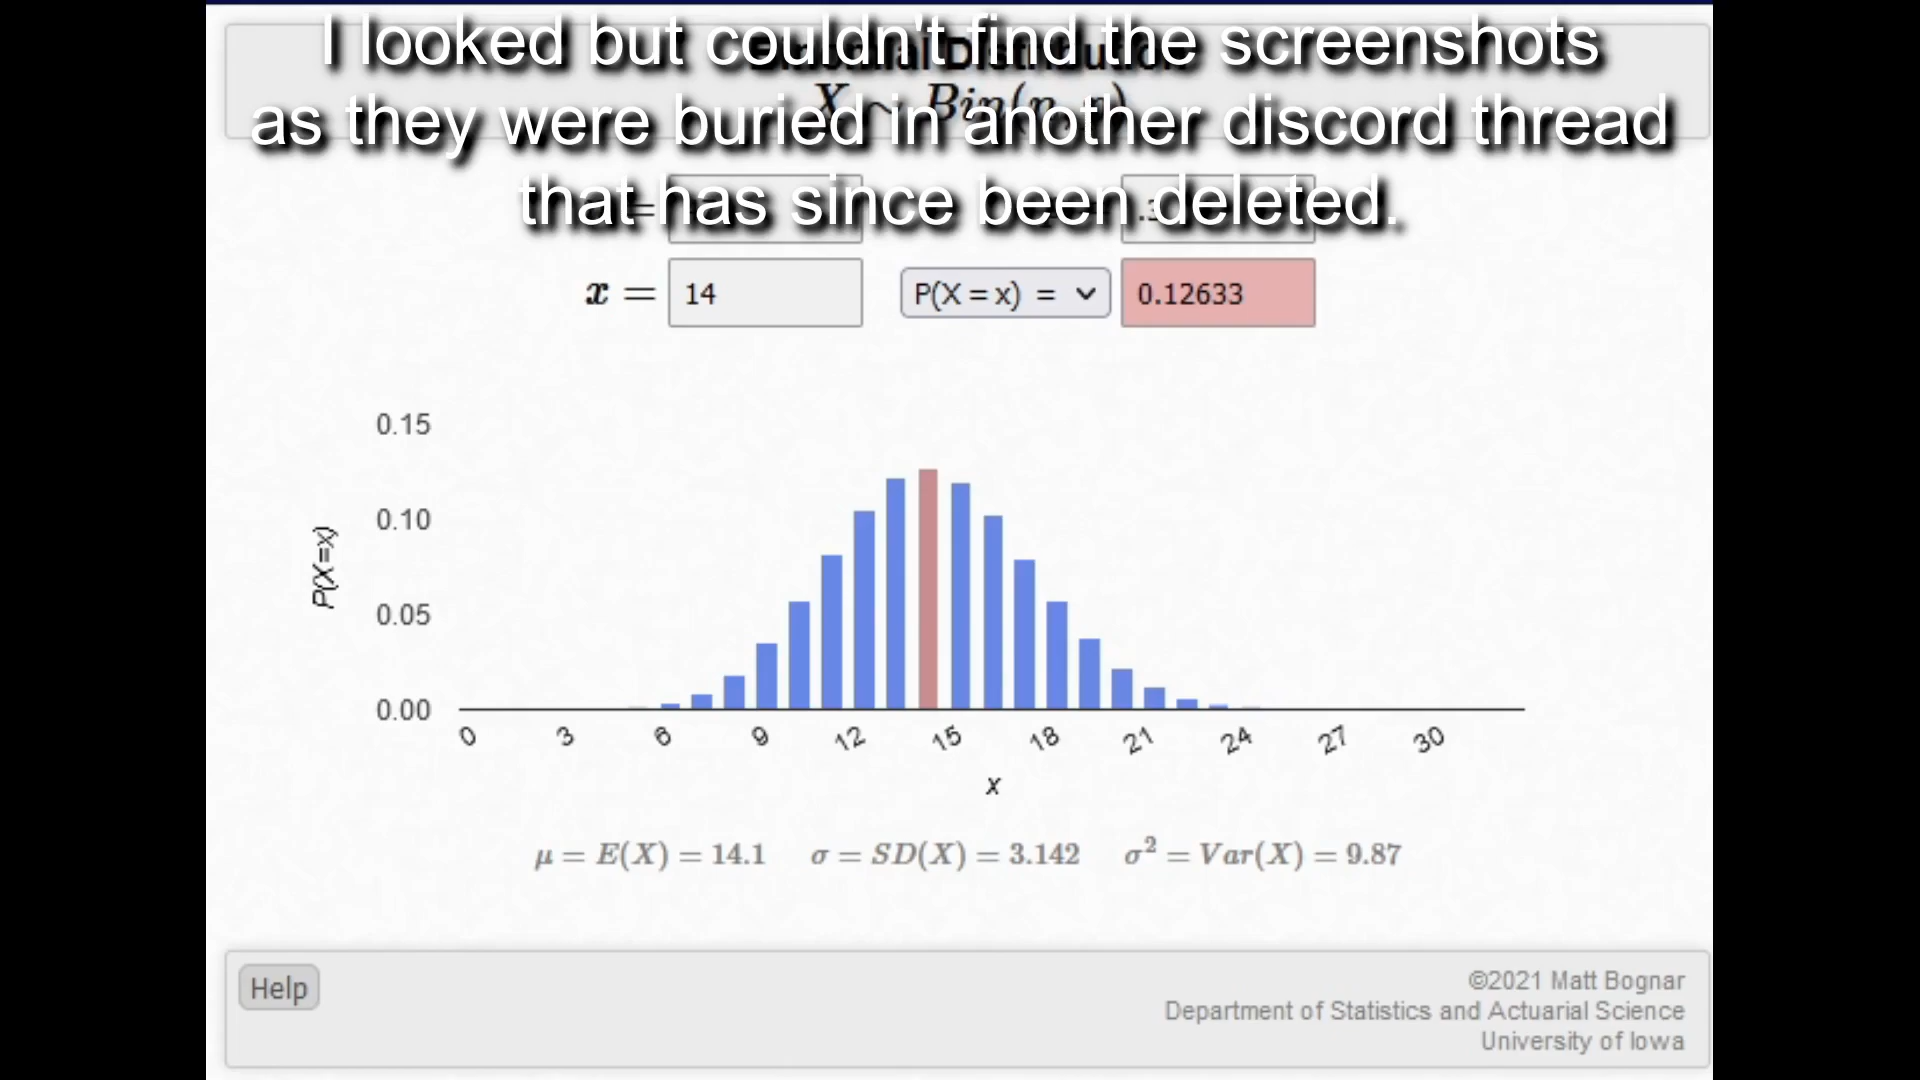 I looked but couldn't find the screenshots
as they were buried in another discord thread
that has since been deleted.
X ~ Bin(n, p)
x = 14 P(X = x) = 0.12633
0.15
0.10
0.05
0.00
P(X=x)
0 3 6 9 12 15 18 21 24 27 30
x
μ = E(X) = 14.1 σ = SD(X) = 3.142 σ² = Var(X) = 9.87
Help
©2021 Matt Bognar
Department of Statistics and Actuarial Science
University of Iowa